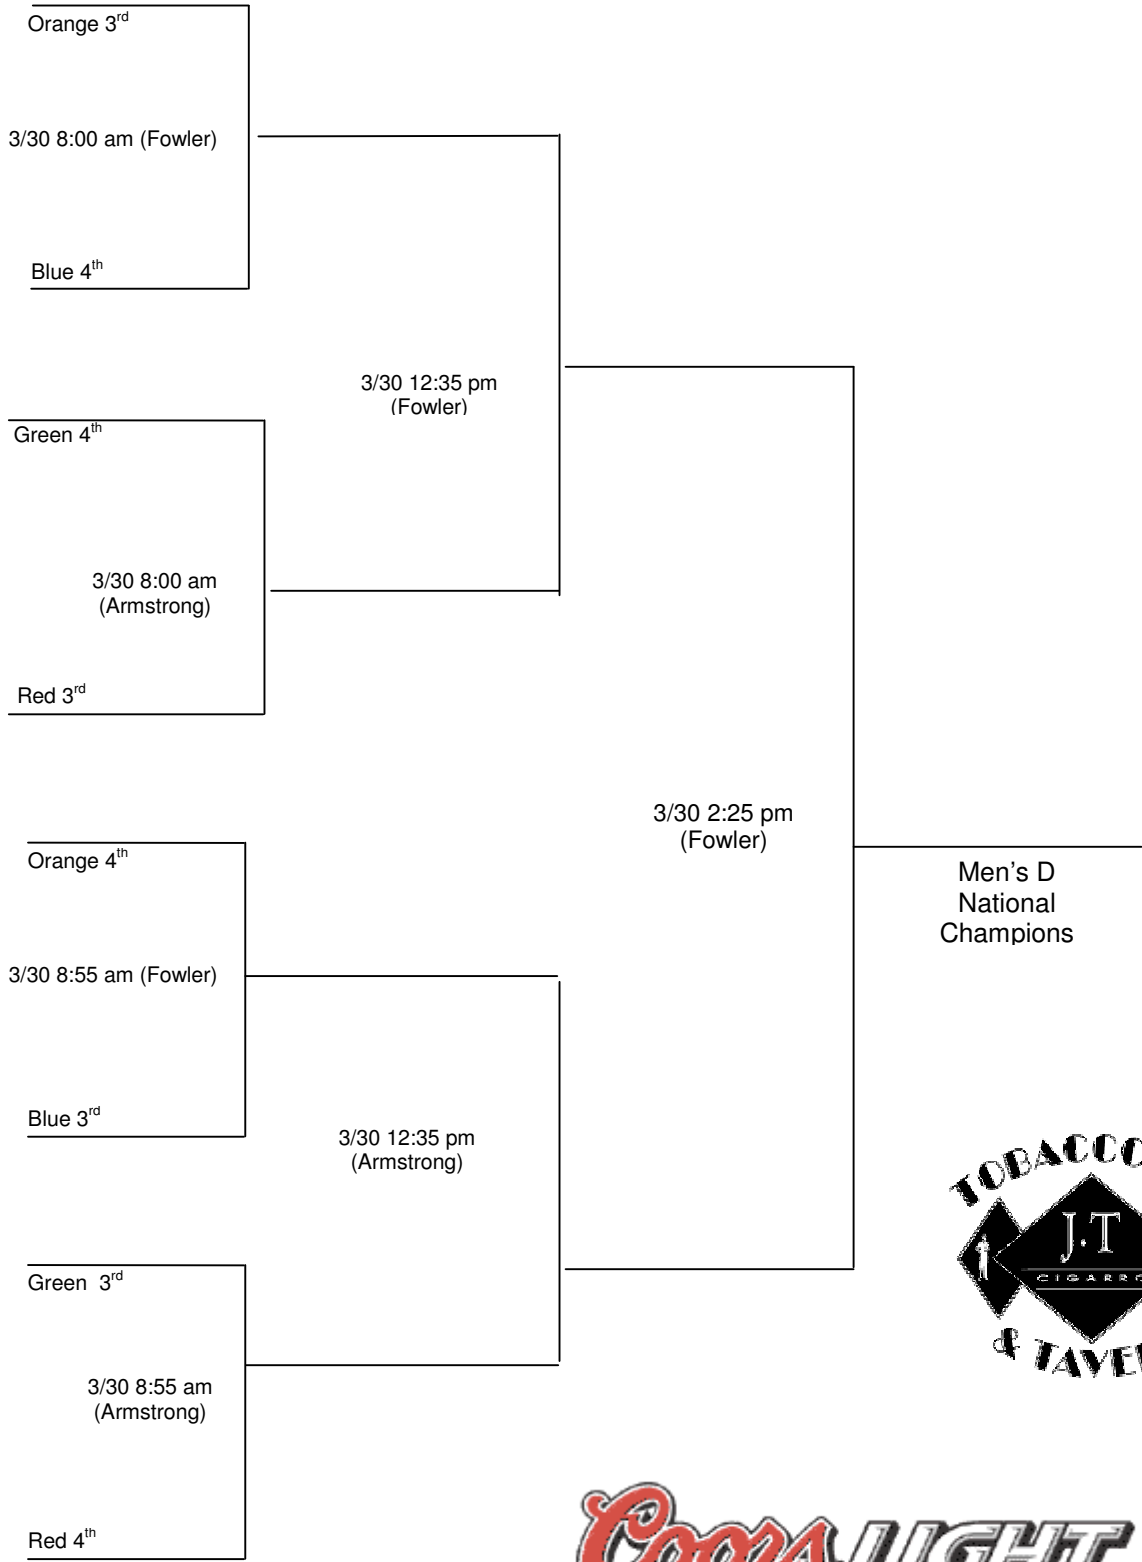 Orange 3rd
3/30 8:00 am (Fowler)
Blue 4th
3/30 12:35 pm
(Fowler)
Green 4th
3/30 8:00 am
(Armstrong)
Red 3rd
3/30 2:25 pm
(Fowler)
Men's D
National
Champions
Orange 4th
3/30 8:55 am (Fowler)
Blue 3rd
3/30 12:35 pm
(Armstrong)
Green 3rd
3/30 8:55 am
(Armstrong)
Red 4th
J.T
&
Coors LIGHT